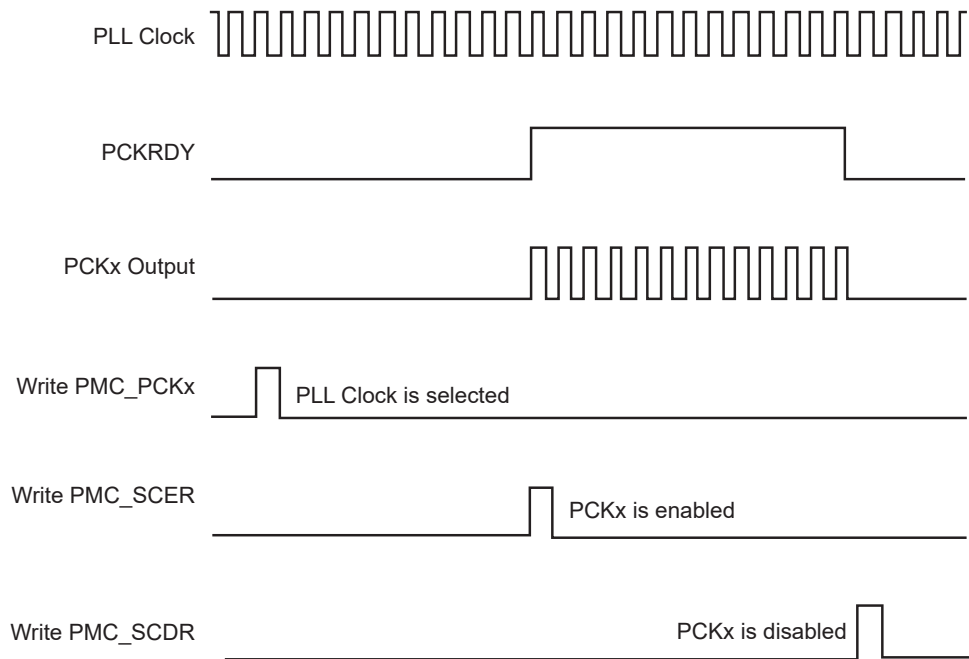 PLL Clock
PCKRDY
PCKx Output
Write PMC_PCKx
PLL Clock is selected
Write PMC_SCER
PCKx is enabled
Write PMC_SCDR
PCKx is disabled